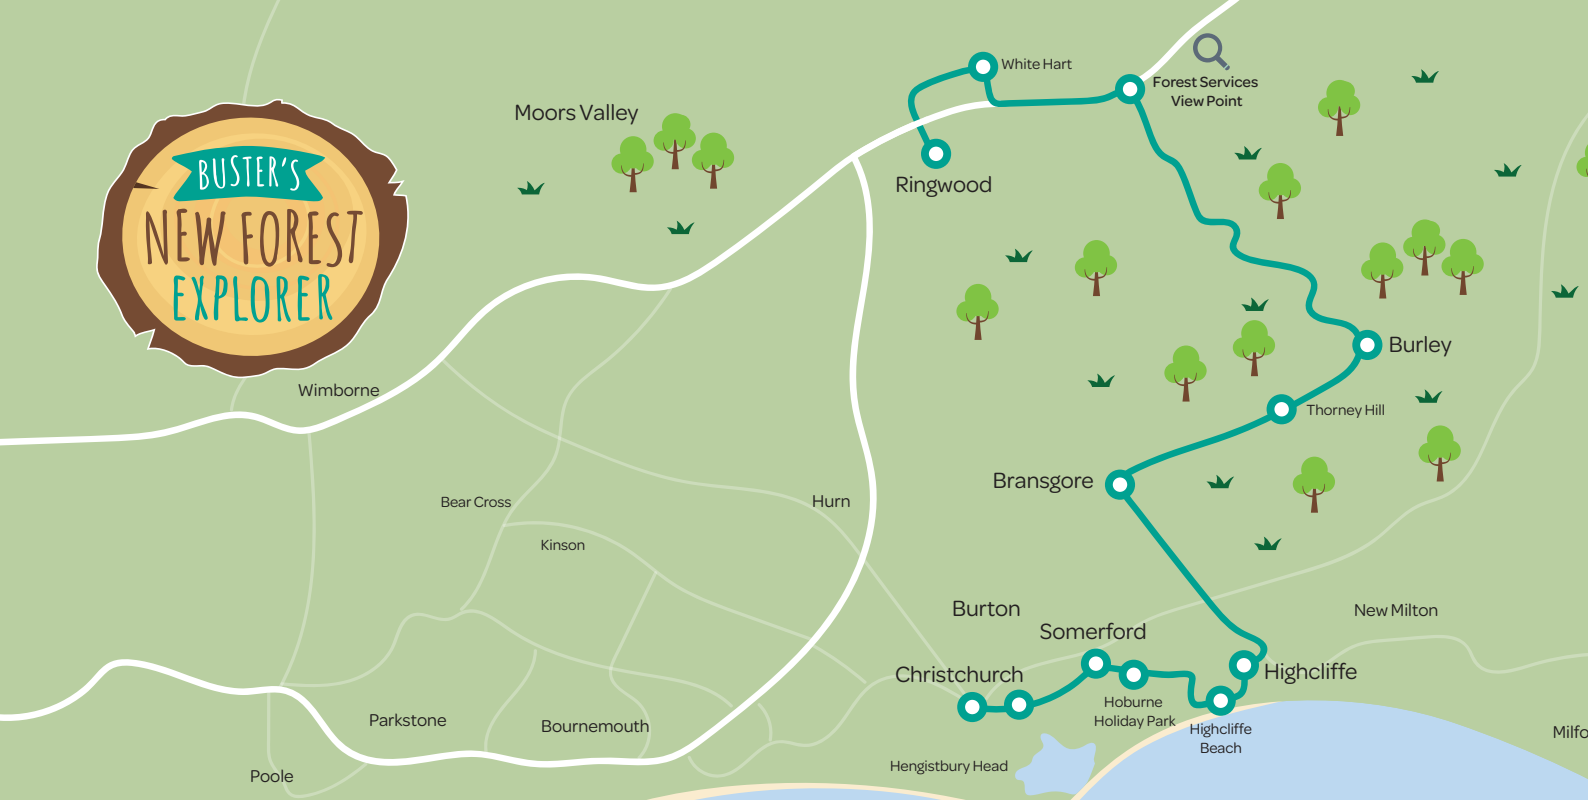 White Hart
Forest Services
View Point
Moors Valley
BUSTER'S
NEW FOREST
EXPLORER
Ringwood
Burley
Wimborne
Thorney Hill
Bransgore
Bear Cross
Hurn
Kinson
Burton
New Milton
Somerford
Christchurch
Highcliffe
Hoburne
Holiday Park
Parkstone
Bournemouth
Highcliffe
Beach
Milfo
Hengistbury Head
Poole